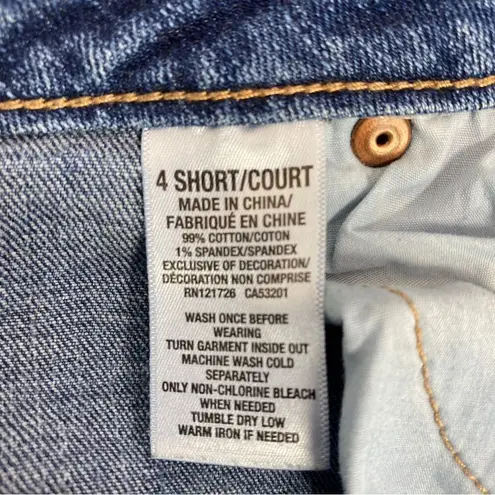 4 SHORT/COURT
MADE IN CHINA/
FABRIQUÉ EN CHINE
99% COTTON/COTON
1% SPANDEX/SPANDEX
EXCLUSIVE OF DECORATION/
DÉCORATION NON COMPRISE
RN121726 CA53201
WASH ONCE BEFORE
WEARING
TURN GARMENT INSIDE OUT
MACHINE WASH COLD
SEPARATELY
ONLY NON-CHLORINE BLEACH
WHEN NEEDED
TUMBLE DRY LOW
WARM IRON IF NEEDED